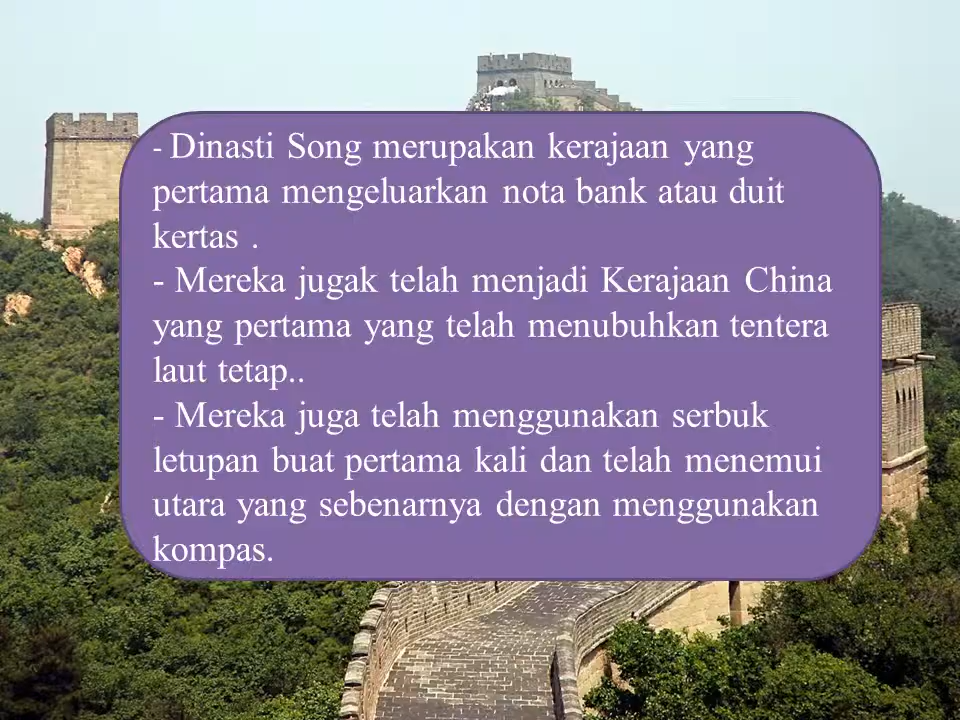 - Dinasti Song merupakan kerajaan yang
pertama mengeluarkan nota bank atau duit
kertas .
- Mereka jugak telah menjadi Kerajaan China
yang pertama yang telah menubuhkan tentera
laut tetap..
- Mereka juga telah menggunakan serbuk
letupan buat pertama kali dan telah menemui
utara yang sebenarnya dengan menggunakan
kompas.